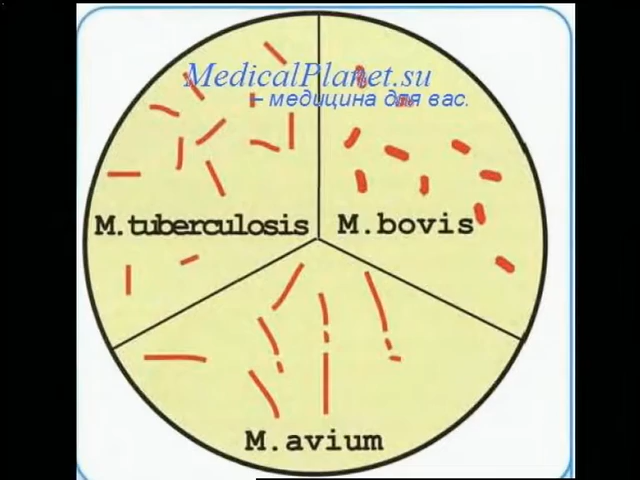 MedicalPlanet.su
– медицина для вас.
M.tuberculosis
M.bovis
M.avium